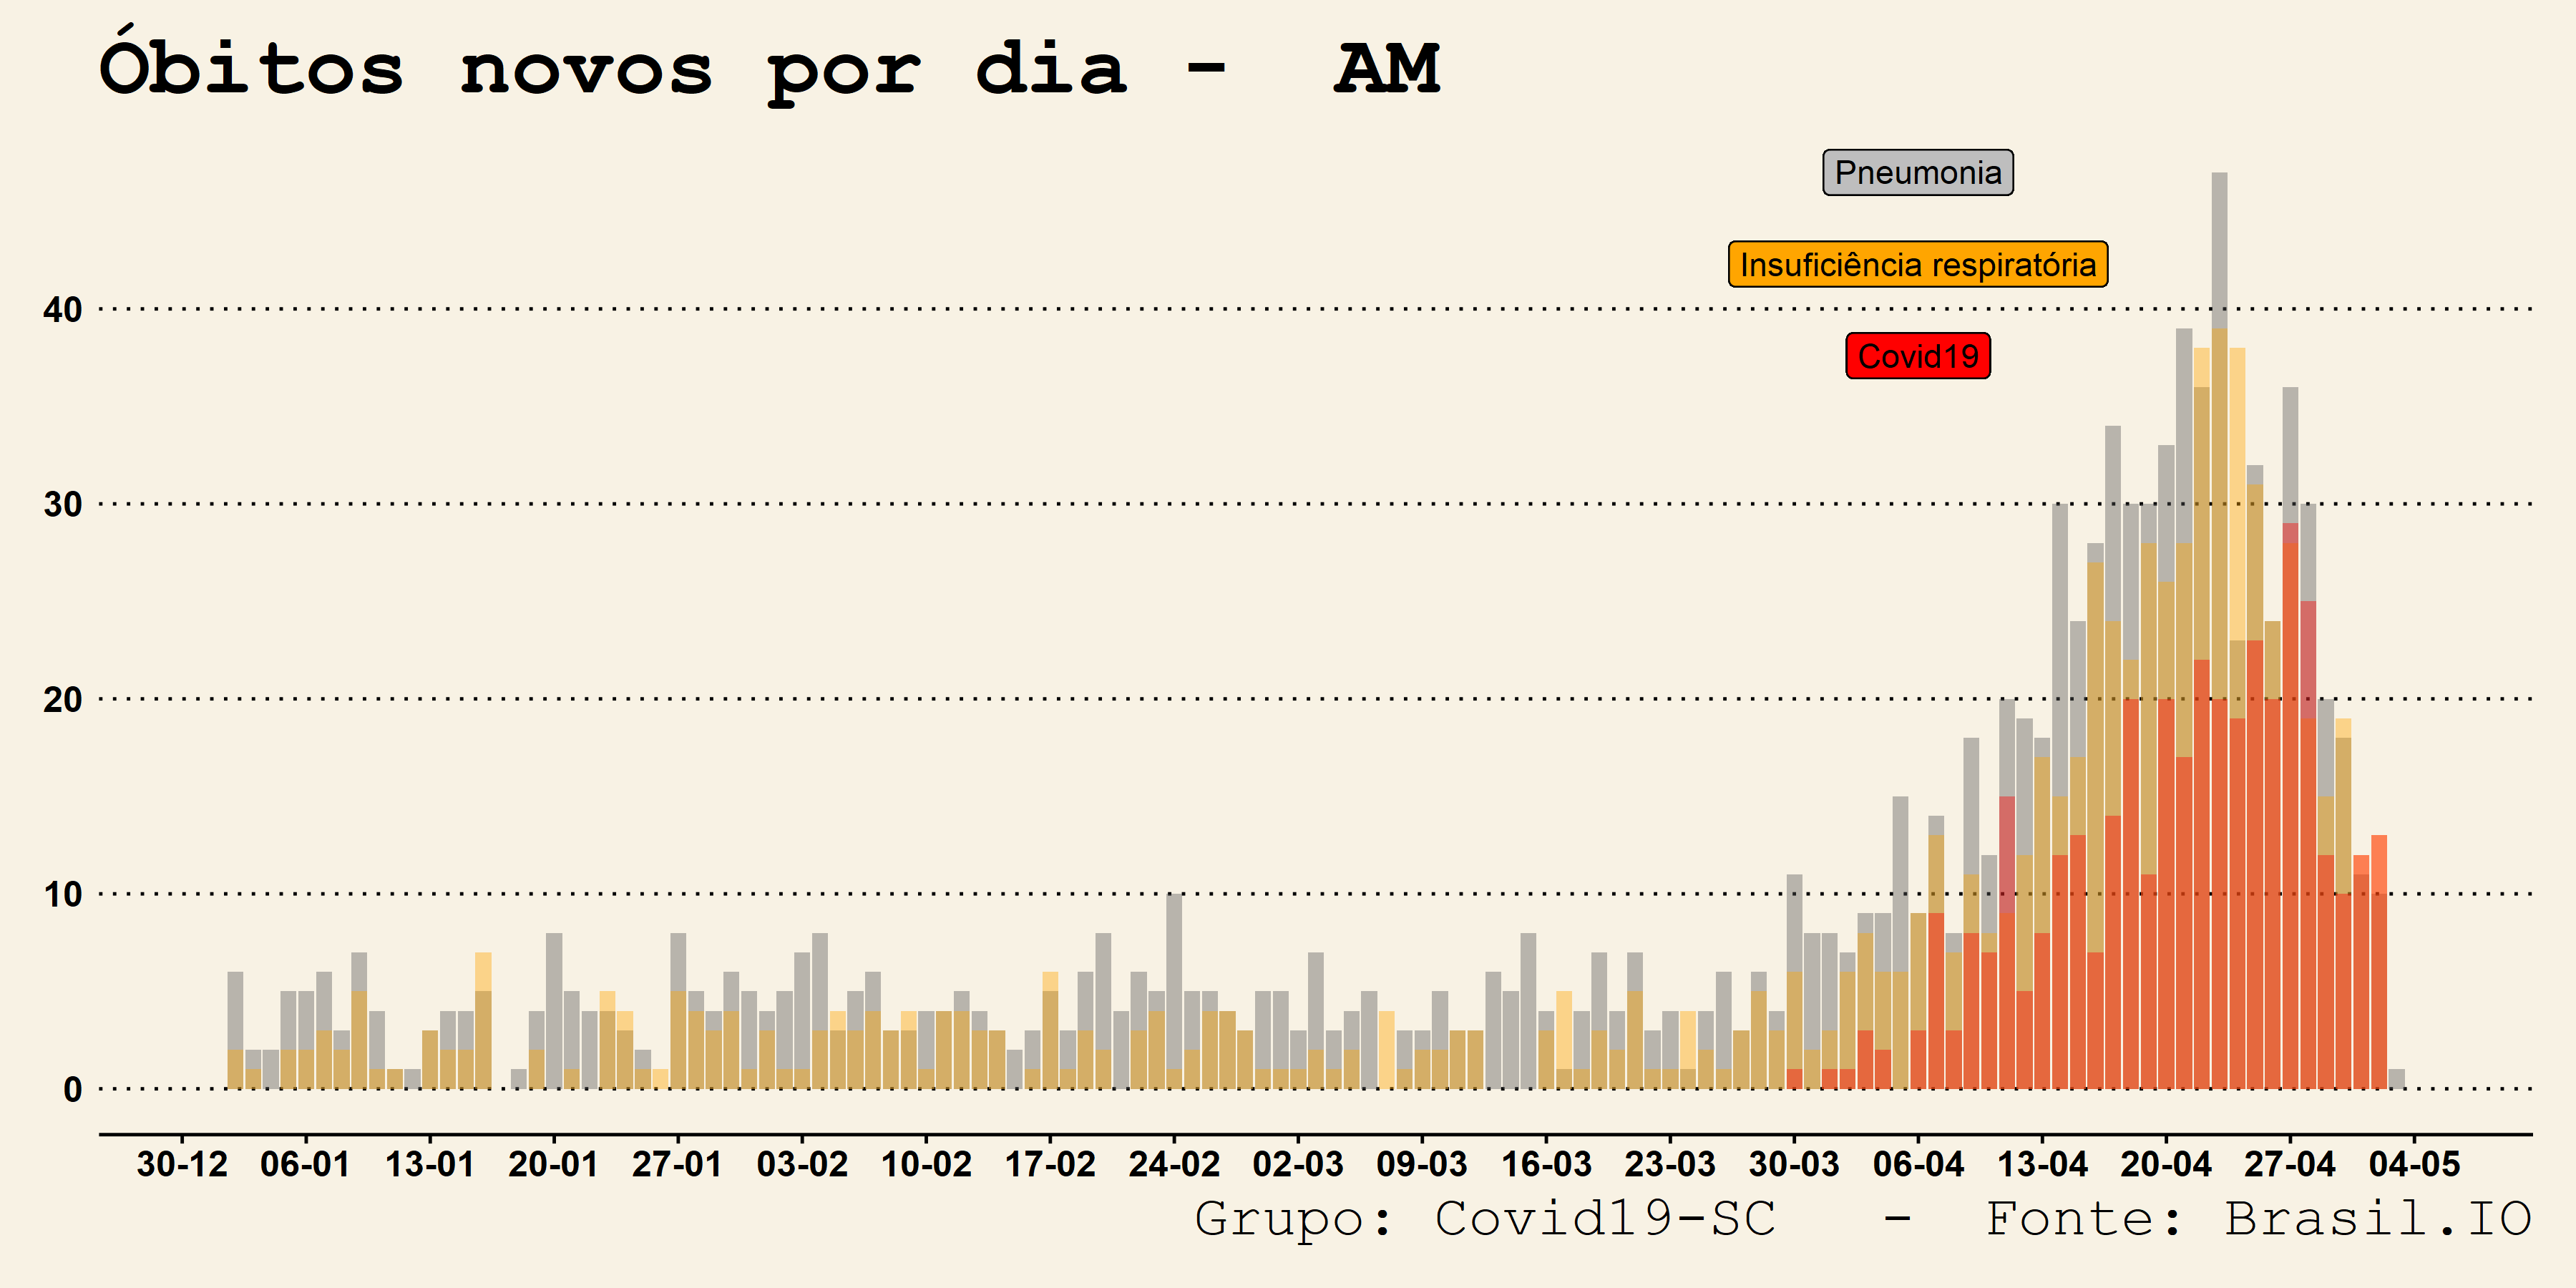 Óbitos novos por dia - AM
Pneumonia
Insuficiência respiratória
Covid19
40
30
20
10
0
30-12 06-01 13-01 20-01 27-01 03-02 10-02 17-02 24-02 02-03 09-03 16-03 23-03 30-03 06-04 13-04 20-04 27-04 04-05
Grupo: Covid19-SC - Fonte: Brasil.IO